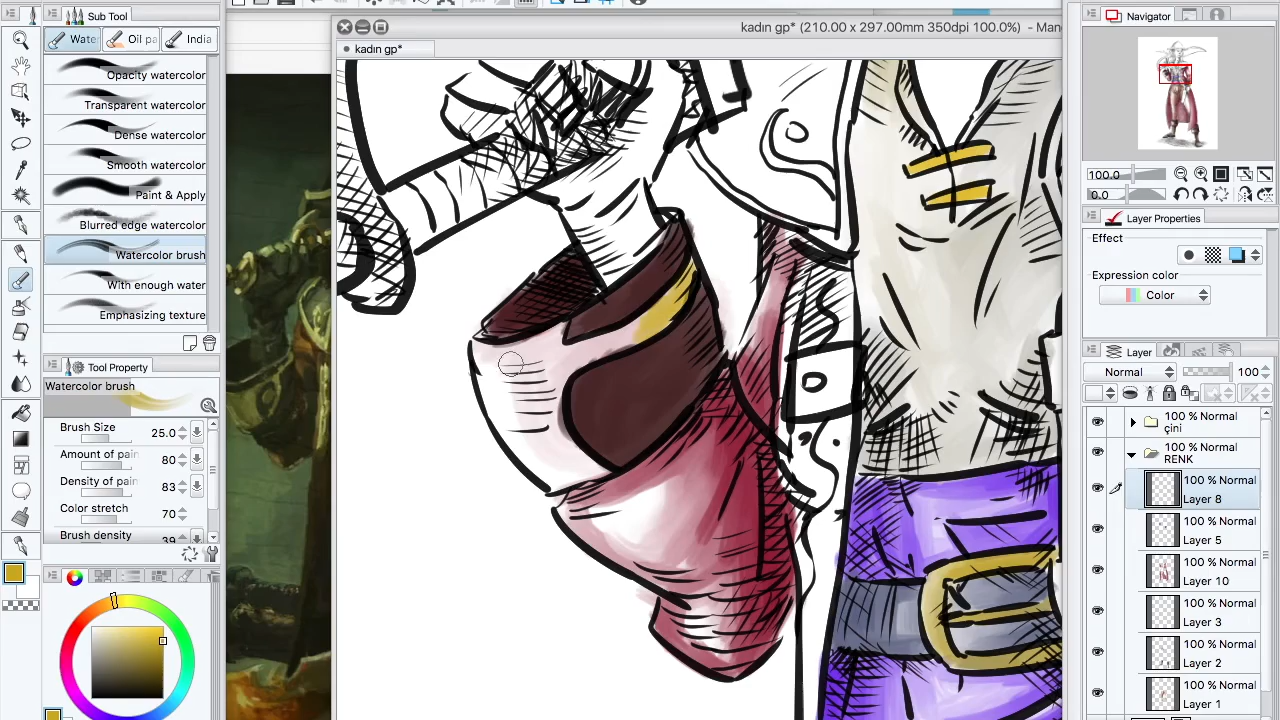 Sub Tool
Wate
Oil pa
India
Opacity watercolor
Transparent watercolor
Dense watercolor
Smooth watercolor
Paint & Apply
Blurred edge watercolor
Watercolor brush
With enough water
Emphasizing texture
Tool Property
Watercolor brush
Brush Size 25.0
Amount of pain 80
Density of pain 83
Color stretch 70
Brush density 39
kadın gp* (210.00 x 297.00mm 350dpi 100.0%) - Man
kadın gp*
Navigator
100.0
0.0
Layer Properties
Effect
Expression color
Color
Layer
Normal 100
100 % Normal
çini
100 % Normal
RENK
100 % Normal
Layer 8
100 % Normal
Layer 5
100 % Normal
Layer 10
100 % Normal
Layer 3
100 % Normal
Layer 2
100 % Normal
Layer 1